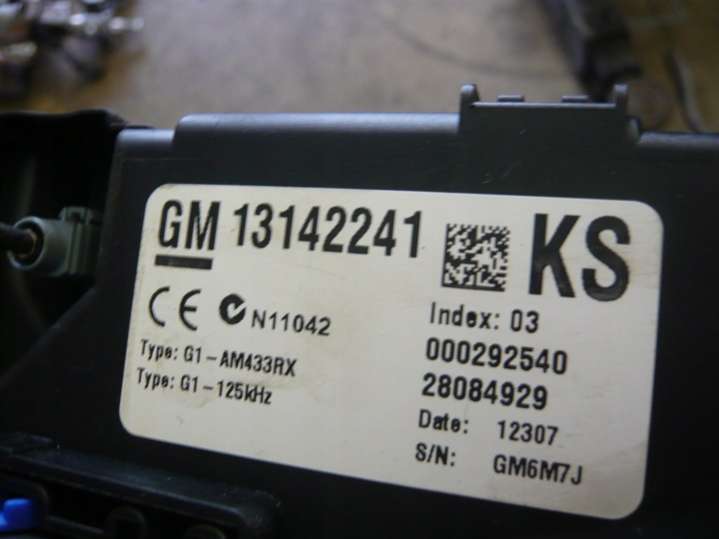 GM 13142241 KS
CE N11042
Type: G1-AM433RX
Type: G1-125kHz
Index: 03
000292540
28084929
Date: 12307
S/N: GM6M7J